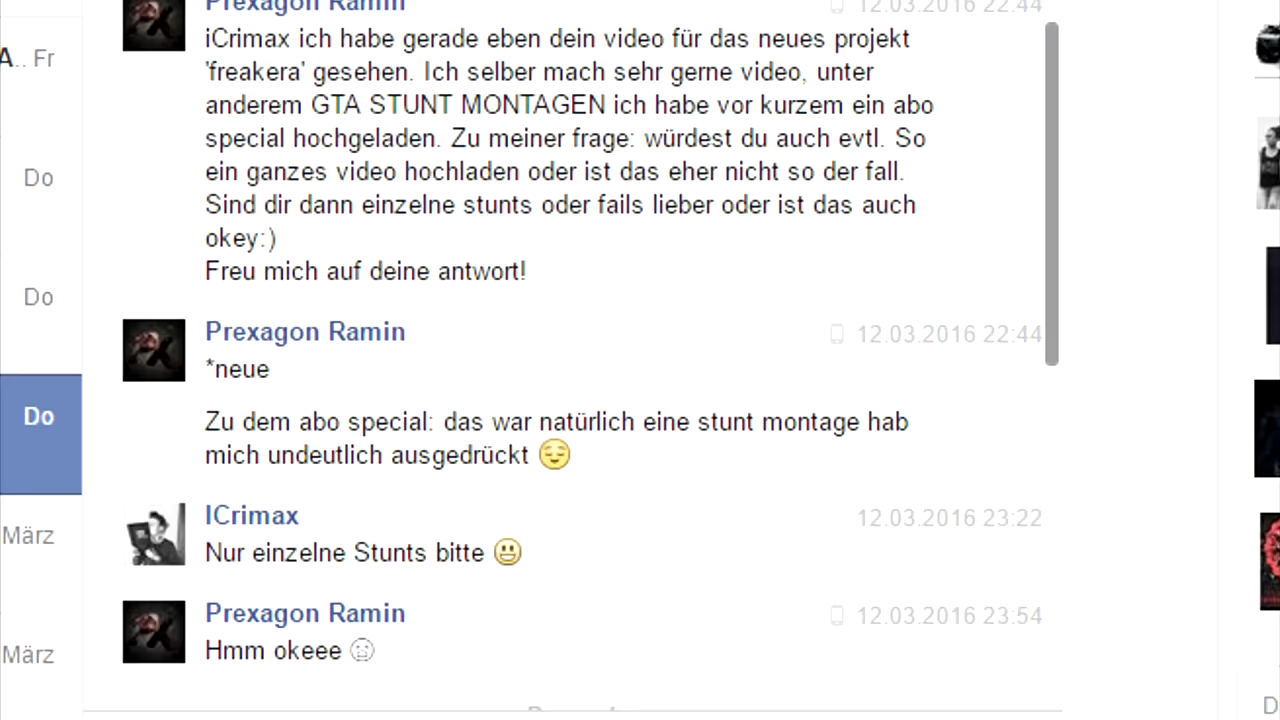 Prexagon Ramin 12.03.2016 22:44
iCrimax ich habe gerade eben dein video für das neues projekt
'freakera' gesehen. Ich selber mach sehr gerne video, unter
anderem GTA STUNT MONTAGEN ich habe vor kurzem ein abo
special hochgeladen. Zu meiner frage: würdest du auch evtl. So
ein ganzes video hochladen oder ist das eher nicht so der fall.
Sind dir dann einzelne stunts oder fails lieber oder ist das auch
okey:)
Freu mich auf deine antwort!
Prexagon Ramin 12.03.2016 22:44
*neue
Zu dem abo special: das war natürlich eine stunt montage hab
mich undeutlich ausgedrückt 😌
ICrimax 12.03.2016 23:22
Nur einzelne Stunts bitte 😃
Prexagon Ramin 12.03.2016 23:54
Hmm okeee
A.. Fr
Do
Do
Do
März
März
D